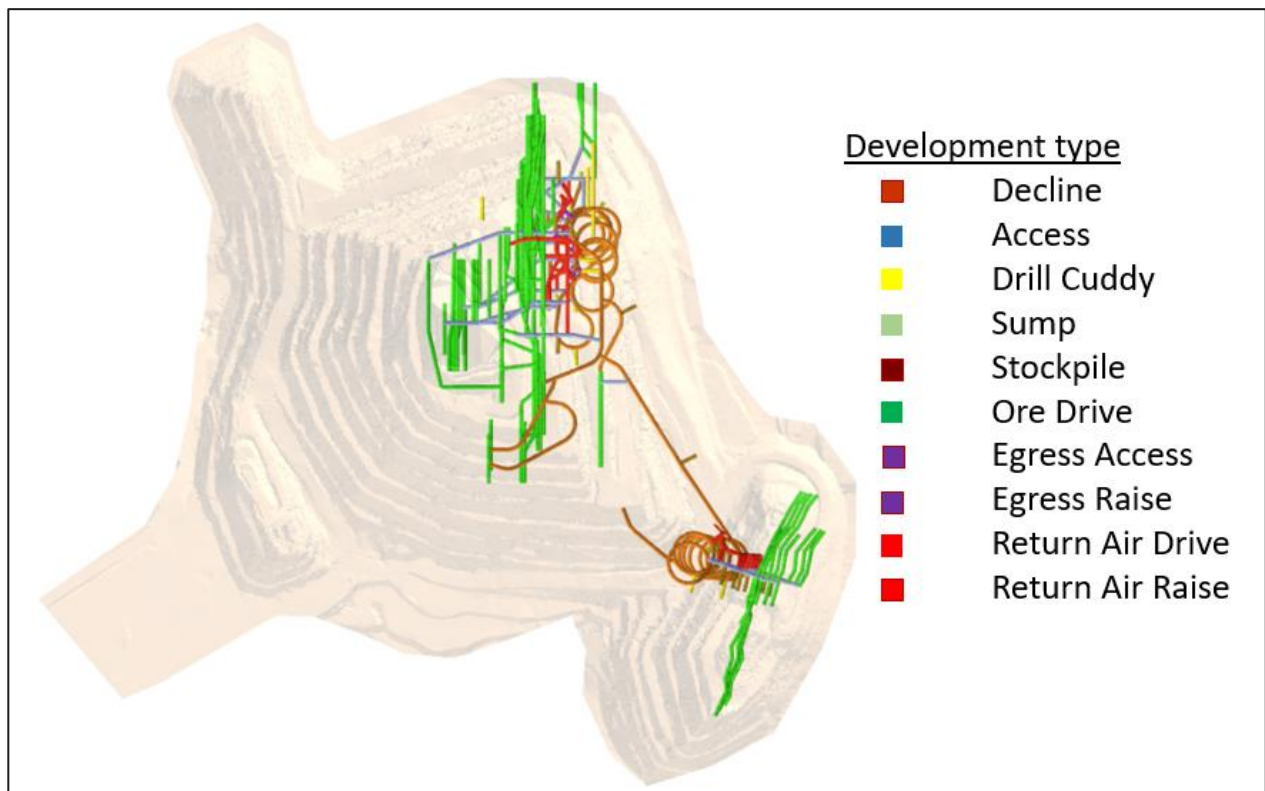 Development type
Decline
Access
Drill Cuddy
Sump
Stockpile
Ore Drive
Egress Access
Egress Raise
Return Air Drive
Return Air Raise